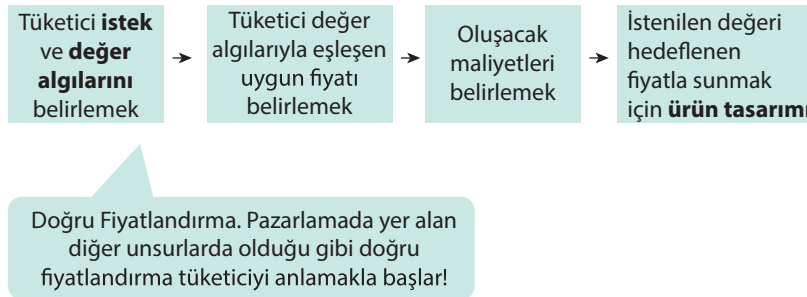 Tüketici istek
ve değer
algılarını
belirlemek
Tüketici değer
algılarıyla eşleşen
uygun fiyatı
belirlemek
Oluşacak
maliyetleri
belirlemek
İstenilen değeri
hedeflenen
fiyatla sunmak
için ürün tasarımı
Doğru Fiyatlandırma. Pazarlamada yer alan
diğer unsurlarda olduğu gibi doğru
fiyatlandırma tüketiciyi anlamakla başlar!